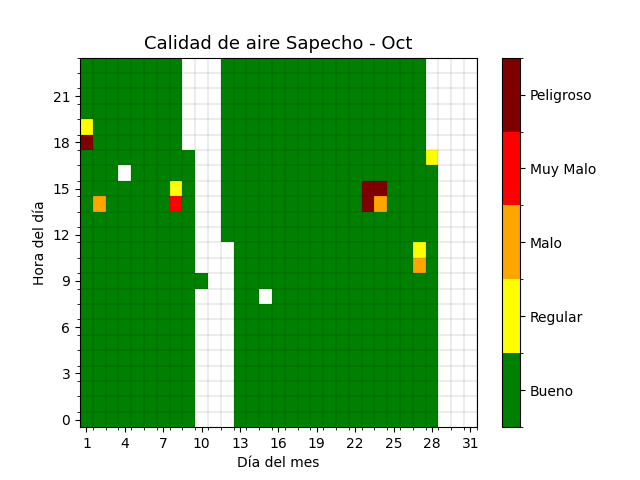 Calidad de aire Sapecho - Oct
Hora del día
21
18
15
12
9
6
3
0
1 4 7 10 13 16 19 22 25 28 31
Día del mes
Peligroso
Muy Malo
Malo
Regular
Bueno